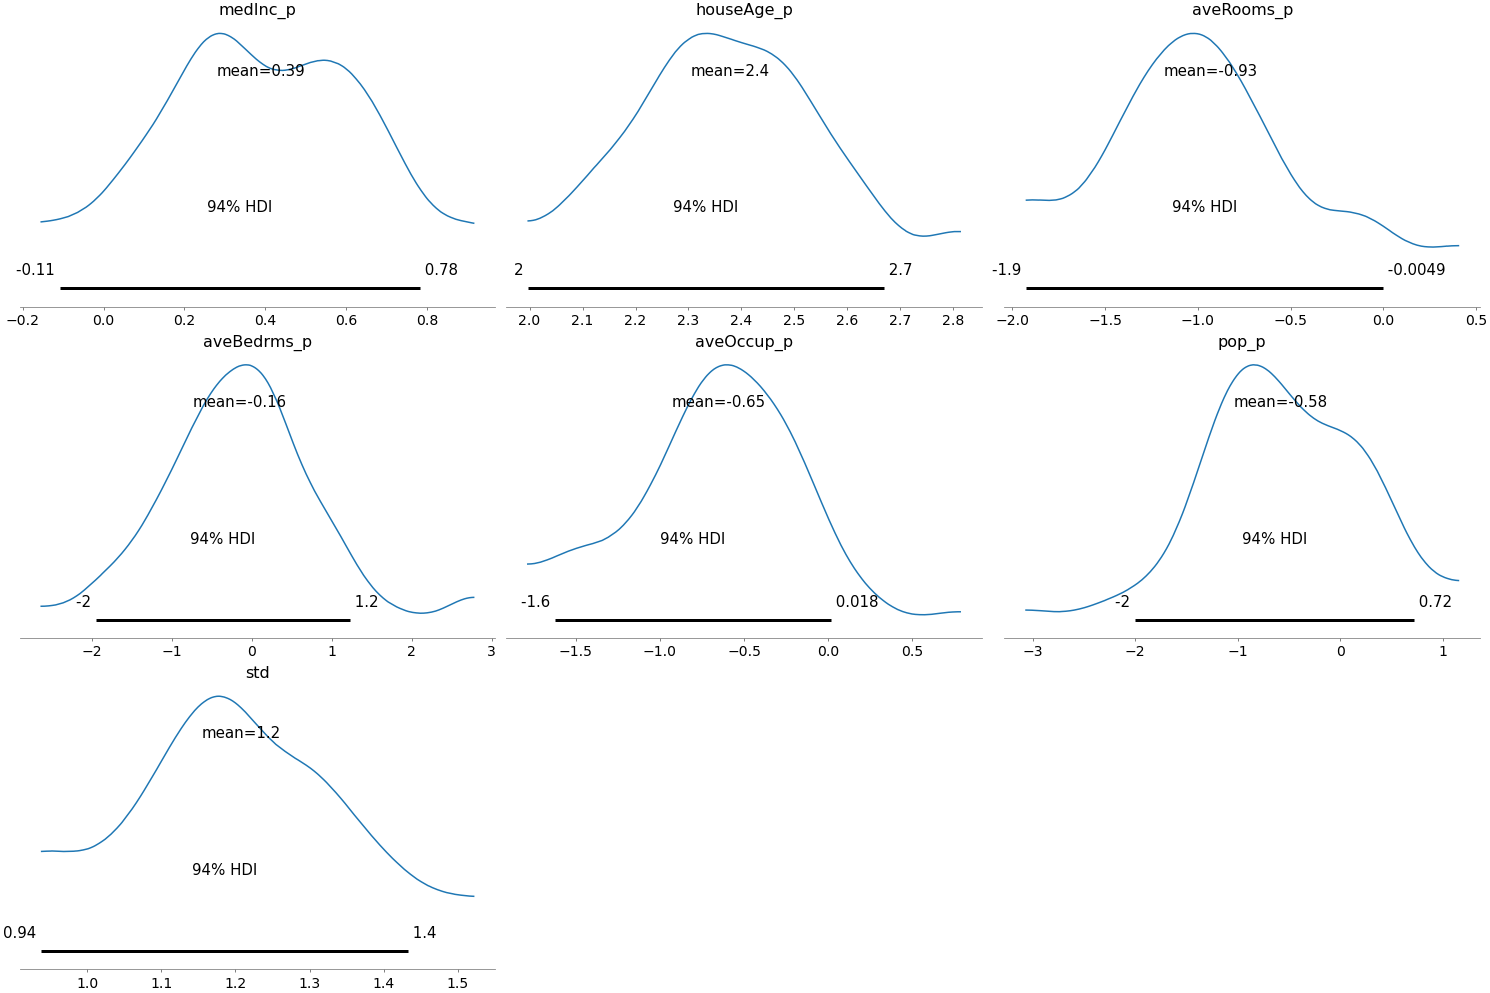 medInc_p
mean=0.39
94% HDI
-0.11 0.78
−0.2 0.0 0.2 0.4 0.6 0.8
houseAge_p
mean=2.4
94% HDI
2 2.7
2.0 2.1 2.2 2.3 2.4 2.5 2.6 2.7 2.8
aveRooms_p
mean=-0.93
94% HDI
-1.9 -0.0049
−2.0 −1.5 −1.0 −0.5 0.0 0.5
aveBedrms_p
mean=-0.16
94% HDI
-2 1.2
−2 −1 0 1 2 3
aveOccup_p
mean=-0.65
94% HDI
-1.6 0.018
−1.5 −1.0 −0.5 0.0 0.5
pop_p
mean=-0.58
94% HDI
-2 0.72
−3 −2 −1 0 1
std
mean=1.2
94% HDI
0.94 1.4
1.0 1.1 1.2 1.3 1.4 1.5